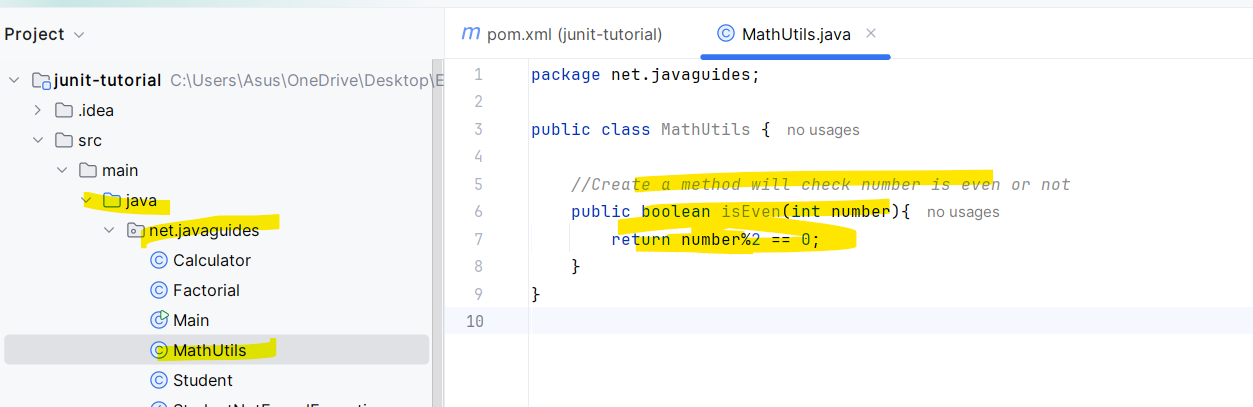 Project
junit-tutorial C:\Users\Asus\OneDrive\Desktop\E
.idea
src
main
java
net.javaguides
Calculator
Factorial
Main
MathUtils
Student
m pom.xml (junit-tutorial)
MathUtils.java
1 package net.javaguides;
2
3 public class MathUtils { no usages
4
5 //Create a method will check number is even or not
6 public boolean isEven(int number){ no usages
7 return number%2 == 0;
8 }
9 }
10